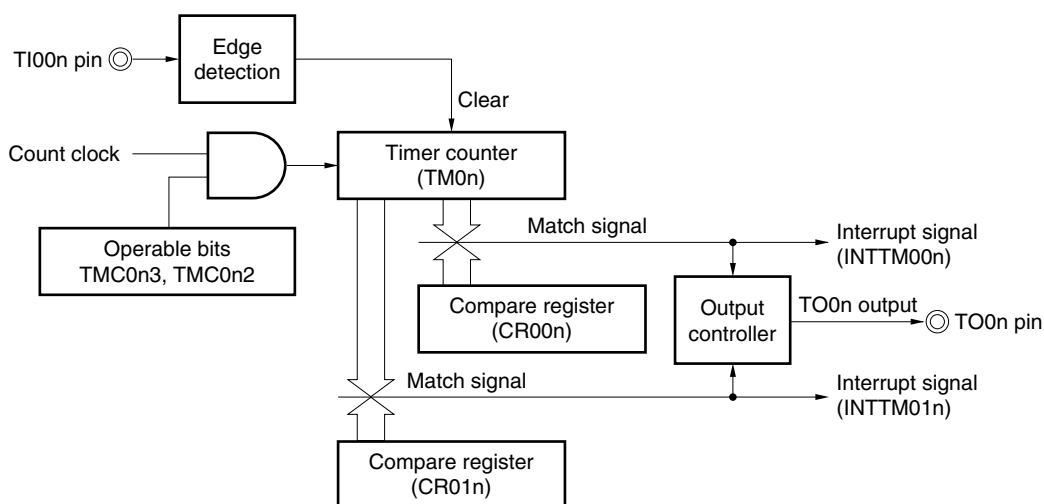 TI00n pin
Edge
detection
Clear
Count clock
Timer counter
(TM0n)
Operable bits
TMC0n3, TMC0n2
Match signal
Interrupt signal
(INTTM00n)
Compare register
(CR00n)
Output
controller
TO0n output
TO0n pin
Match signal
Interrupt signal
(INTTM01n)
Compare register
(CR01n)